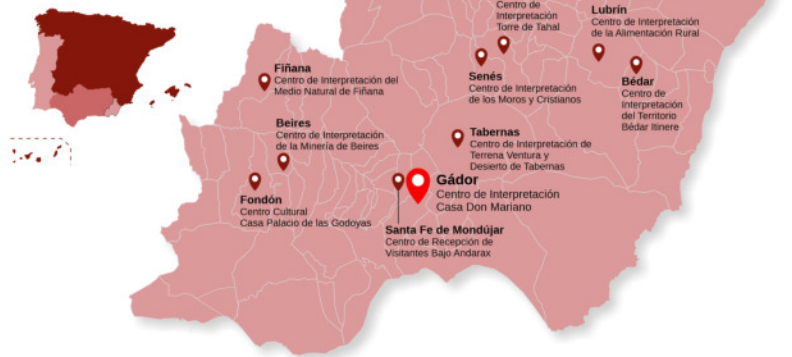 Centro de
Interpretación
Torre de Tahal
Lubrín
Centro de Interpretación
de la Alimentación Rural
Fiñana
Centro de Interpretación del
Medio Natural de Fiñana
Senés
Centro de Interpretación
de los Moros y Cristianos
Bédar
Centro de
Interpretación
del Territorio
Bédar Itinere
Beires
Centro de Interpretación
de la Minería de Beires
Tabernas
Centro de Interpretación de
Terrena Ventura y
Desierto de Tabernas
Gádor
Centro de Interpretación
Casa Don Mariano
Fondón
Centro Cultural
Casa Palacio de las Godoyas
Santa Fe de Mondújar
Centro de Recepción de
Visitantes Bajo Andarax